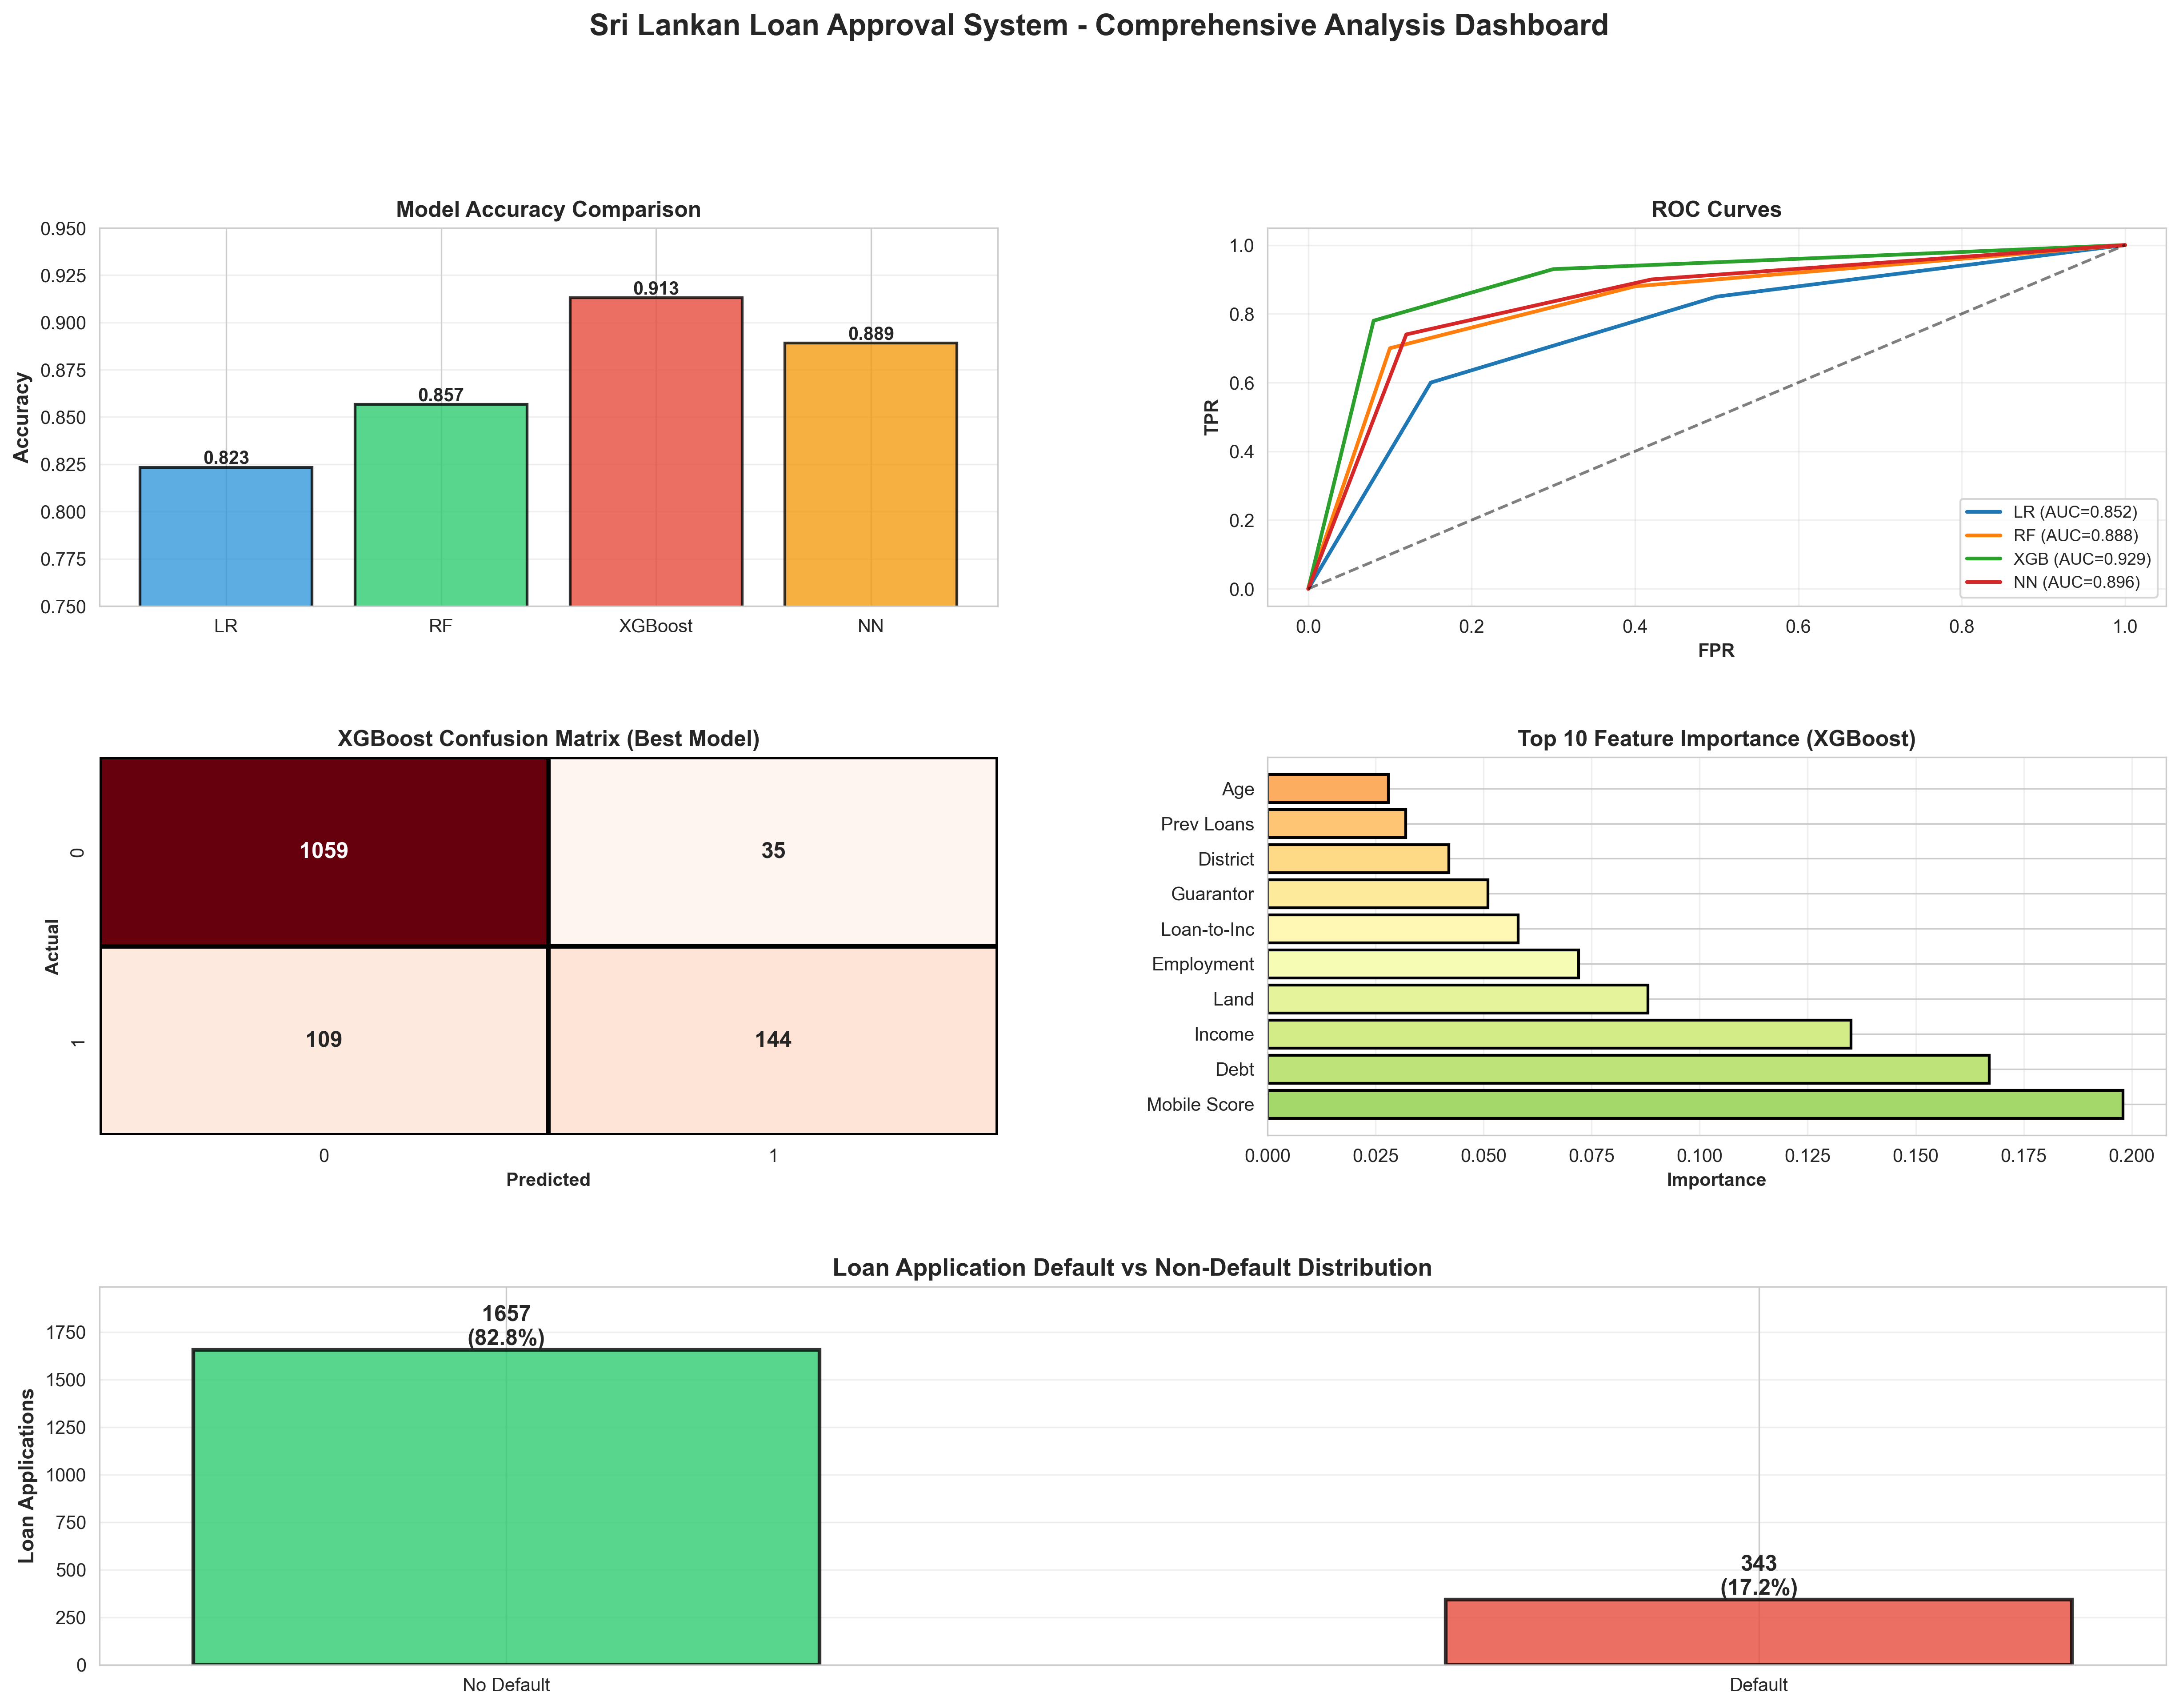 Sri Lankan Loan Approval System - Comprehensive Analysis Dashboard
Model Accuracy Comparison
Accuracy
0.950
0.925
0.900
0.875
0.850
0.825
0.800
0.775
0.750
0.823
0.857
0.913
0.889
LR
RF
XGBoost
NN
ROC Curves
TPR
1.0
0.8
0.6
0.4
0.2
0.0
LR (AUC=0.852)
RF (AUC=0.888)
XGB (AUC=0.929)
NN (AUC=0.896)
0.0
0.2
0.4
0.6
0.8
1.0
FPR
XGBoost Confusion Matrix (Best Model)
Actual
0
1
1059
35
109
144
0
1
Predicted
Top 10 Feature Importance (XGBoost)
Age
Prev Loans
District
Guarantor
Loan-to-Inc
Employment
Land
Income
Debt
Mobile Score
0.000
0.025
0.050
0.075
0.100
0.125
0.150
0.175
0.200
Importance
Loan Application Default vs Non-Default Distribution
Loan Applications
1750
1500
1250
1000
750
500
250
0
1657
(82.8%)
343
(17.2%)
No Default
Default